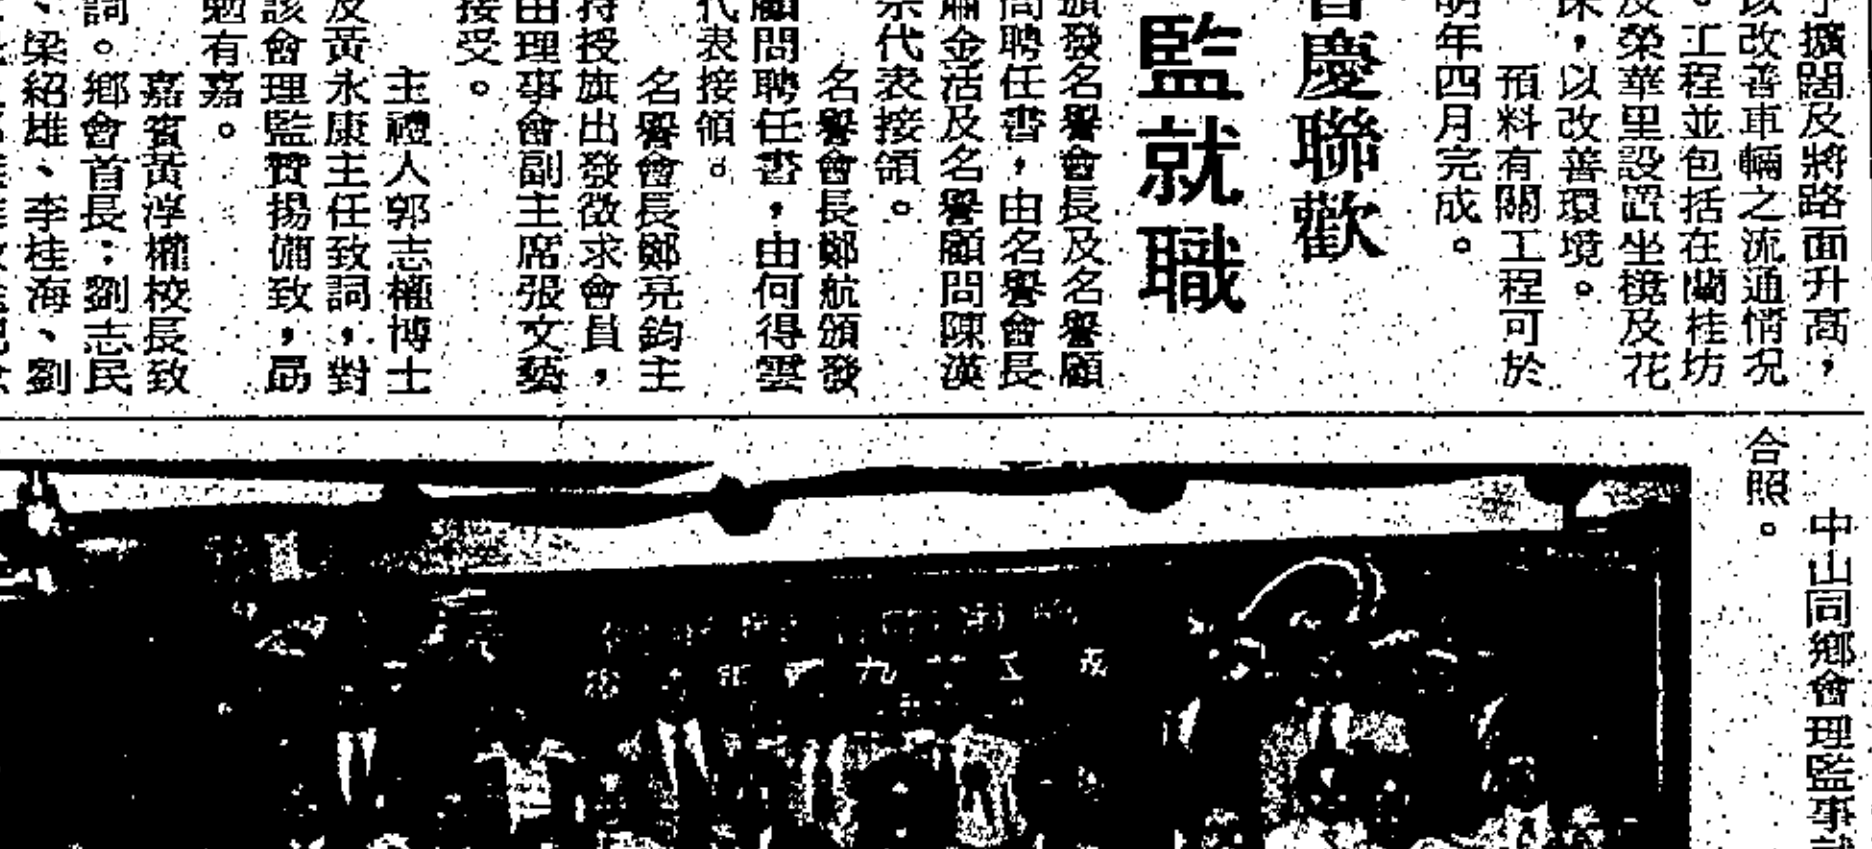 擴闊及將路面升高，
以改善車輛之流通情况
。工程並包括在蘭桂坊
及榮華里設置坐櫈及花
床，以改善環境。
預料有關工程可於
明年四月完成。
慶聯歡
監就職
頒發名譽會長及名譽顧
問聘任書，由名譽會長
金活及名譽顧問陳漢
宗代表接領。
名譽會長鄭航頒發
顧問聘任書，由何得雲
代表接領。
名譽會長鄭亮鈞主
持授旗出發徵求會員，
由理事會副主席張文藝
接受。
主禮人郭志權博士
及黃永康主任致詞，對
該會理監贊揚備致，勗
勉有嘉。
嘉賓黃浮權校長致
詞。鄉會首長：劉志民
、梁紹雄、李桂海、劉
中山同鄉會理監事就
合照。